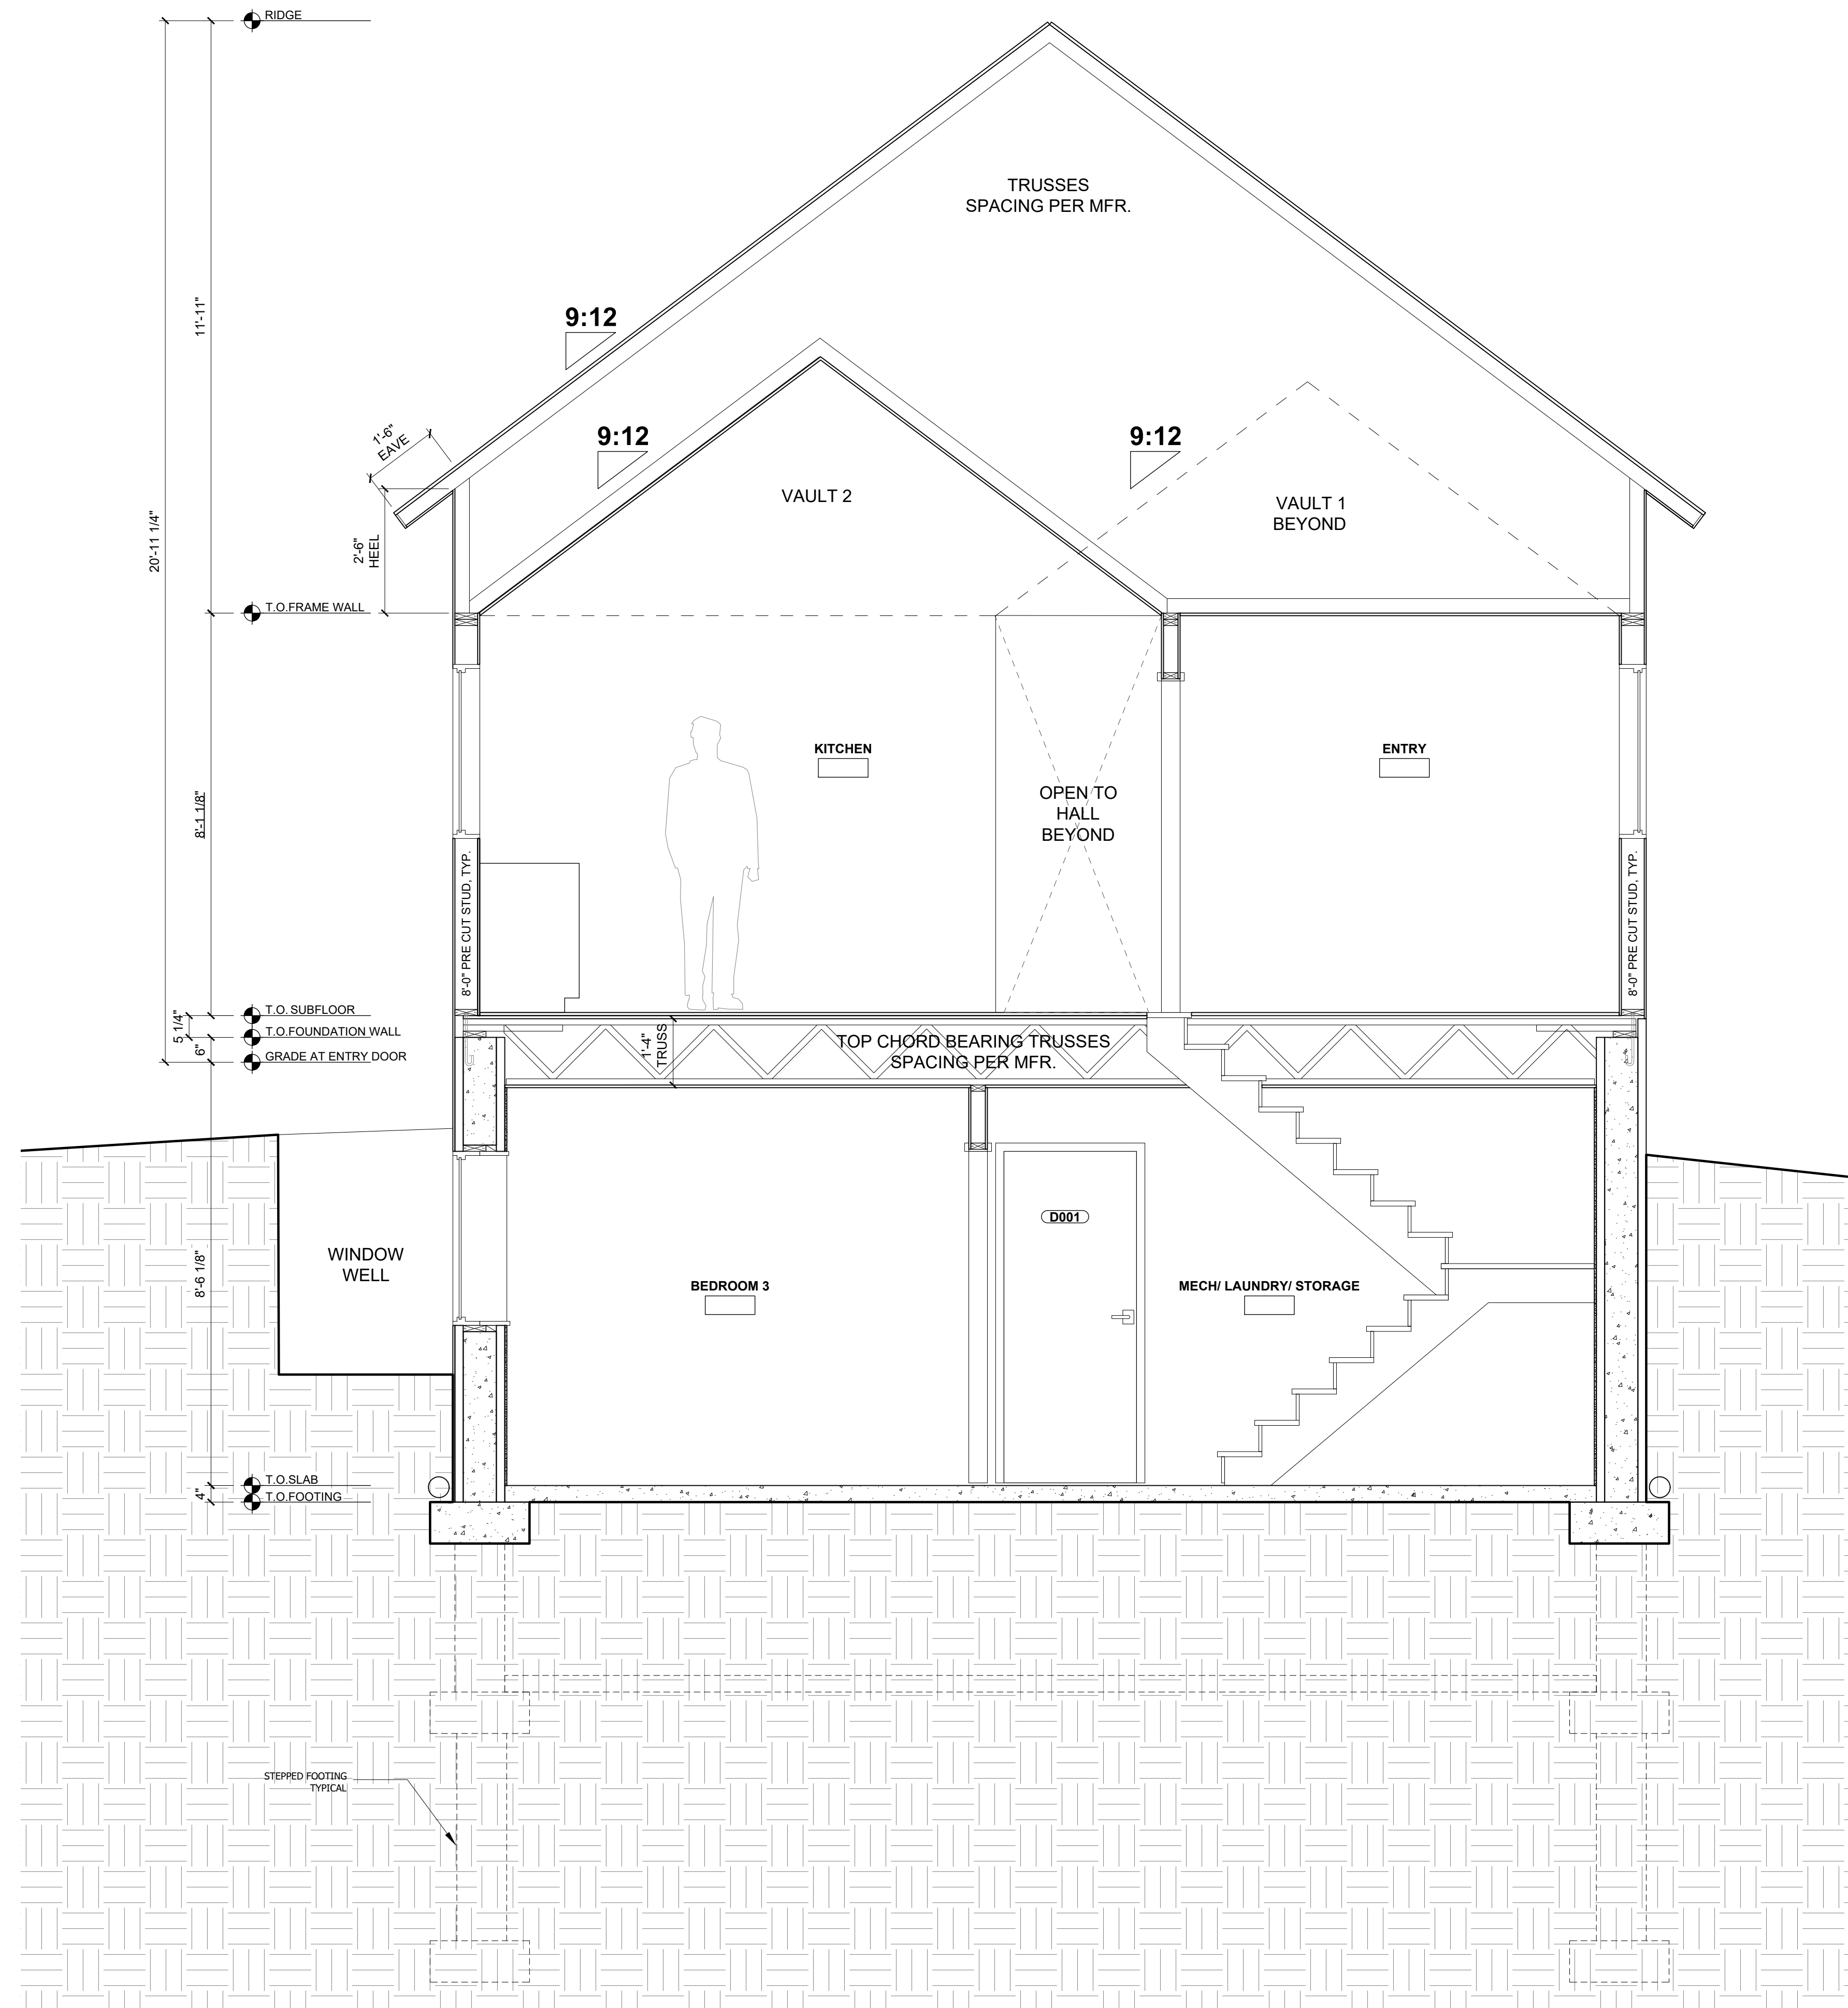 RIDGE
TRUSSES
SPACING PER MFR.
11'-11"
9:12
1'-6"
EAVE
9:12
9:12
VAULT 2
VAULT 1
BEYOND
20'-11 1/4"
2'-6"
HEEL
T.O.FRAME WALL
KITCHEN
ENTRY
OPEN TO
HALL
BEYOND
8'-1 1/8"
8'-0" PRE CUT STUD, TYP.
8'-0" PRE CUT STUD, TYP.
T.O. SUBFLOOR
5 1/4"
T.O.FOUNDATION WALL
6"
GRADE AT ENTRY DOOR
1'-4"
TRUSS
TOP CHORD BEARING TRUSSES
SPACING PER MFR.
D001
WINDOW
WELL
8'-6 1/8"
BEDROOM 3
MECH/ LAUNDRY/ STORAGE
T.O.SLAB
4"
T.O.FOOTING
STEPPED FOOTING
TYPICAL